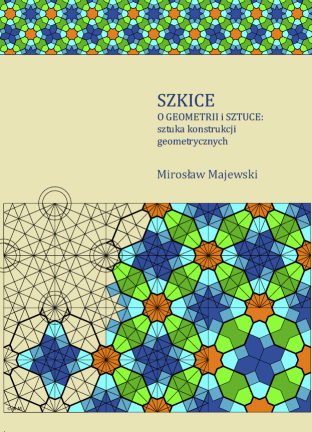 SZKICE
O GEOMETRII i SZTUCE:
sztuka konstrukcji
geometrycznych
Mirosław Majewski